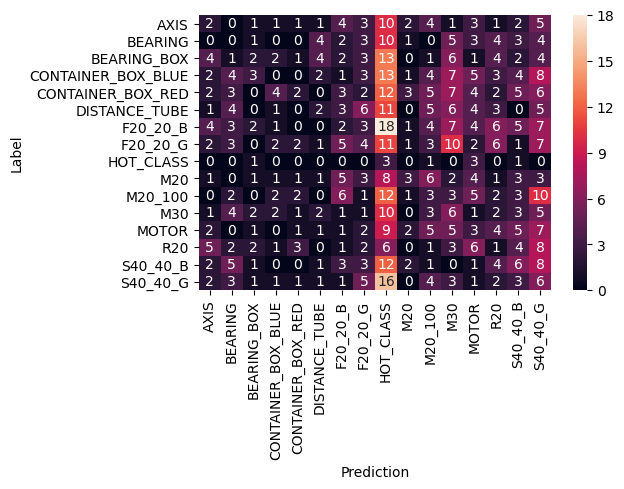 AXIS 2 0 1 1 1 1 4 3 10 2 4 1 3 1 2 5
BEARING 0 0 1 0 0 4 2 3 10 1 0 5 3 4 3 4
BEARING_BOX 4 1 2 2 1 4 2 3 13 0 1 6 1 4 2 4
CONTAINER_BOX_BLUE 2 4 3 0 0 2 1 3 13 1 4 7 5 3 4 8
CONTAINER_BOX_RED 2 3 0 4 2 0 3 2 12 3 5 7 4 2 5 6
DISTANCE_TUBE 1 4 0 1 0 2 3 6 11 0 5 6 4 3 0 5
F20_20_B 4 3 2 1 0 0 2 3 18 1 4 7 4 6 5 7
F20_20_G 2 3 0 2 2 1 5 4 11 1 3 10 2 6 1 7
HOT_CLASS 0 0 1 0 0 0 0 0 3 0 1 0 3 0 1 0
M20 1 0 1 1 1 1 5 3 8 3 6 2 4 1 3 3
M20_100 0 2 0 2 2 0 6 1 12 1 3 3 5 2 4 10
M30 1 4 2 2 1 2 1 1 10 0 3 6 1 2 3 5
MOTOR 2 0 1 0 1 1 1 2 9 2 5 5 3 4 5 7
R20 5 2 2 1 3 0 1 2 6 0 1 3 6 1 4 8
S40_40_B 2 5 1 0 0 1 3 3 12 2 1 0 1 4 6 8
S40_40_G 2 3 1 1 1 1 1 5 16 0 4 3 1 2 3 6
AXIS
BEARING
BEARING_BOX
CONTAINER_BOX_BLUE
CONTAINER_BOX_RED
DISTANCE_TUBE
F20_20_B
F20_20_G
HOT_CLASS
M20
M20_100
M30
MOTOR
R20
S40_40_B
S40_40_G
Prediction
Label
18
15
12
9
6
3
0